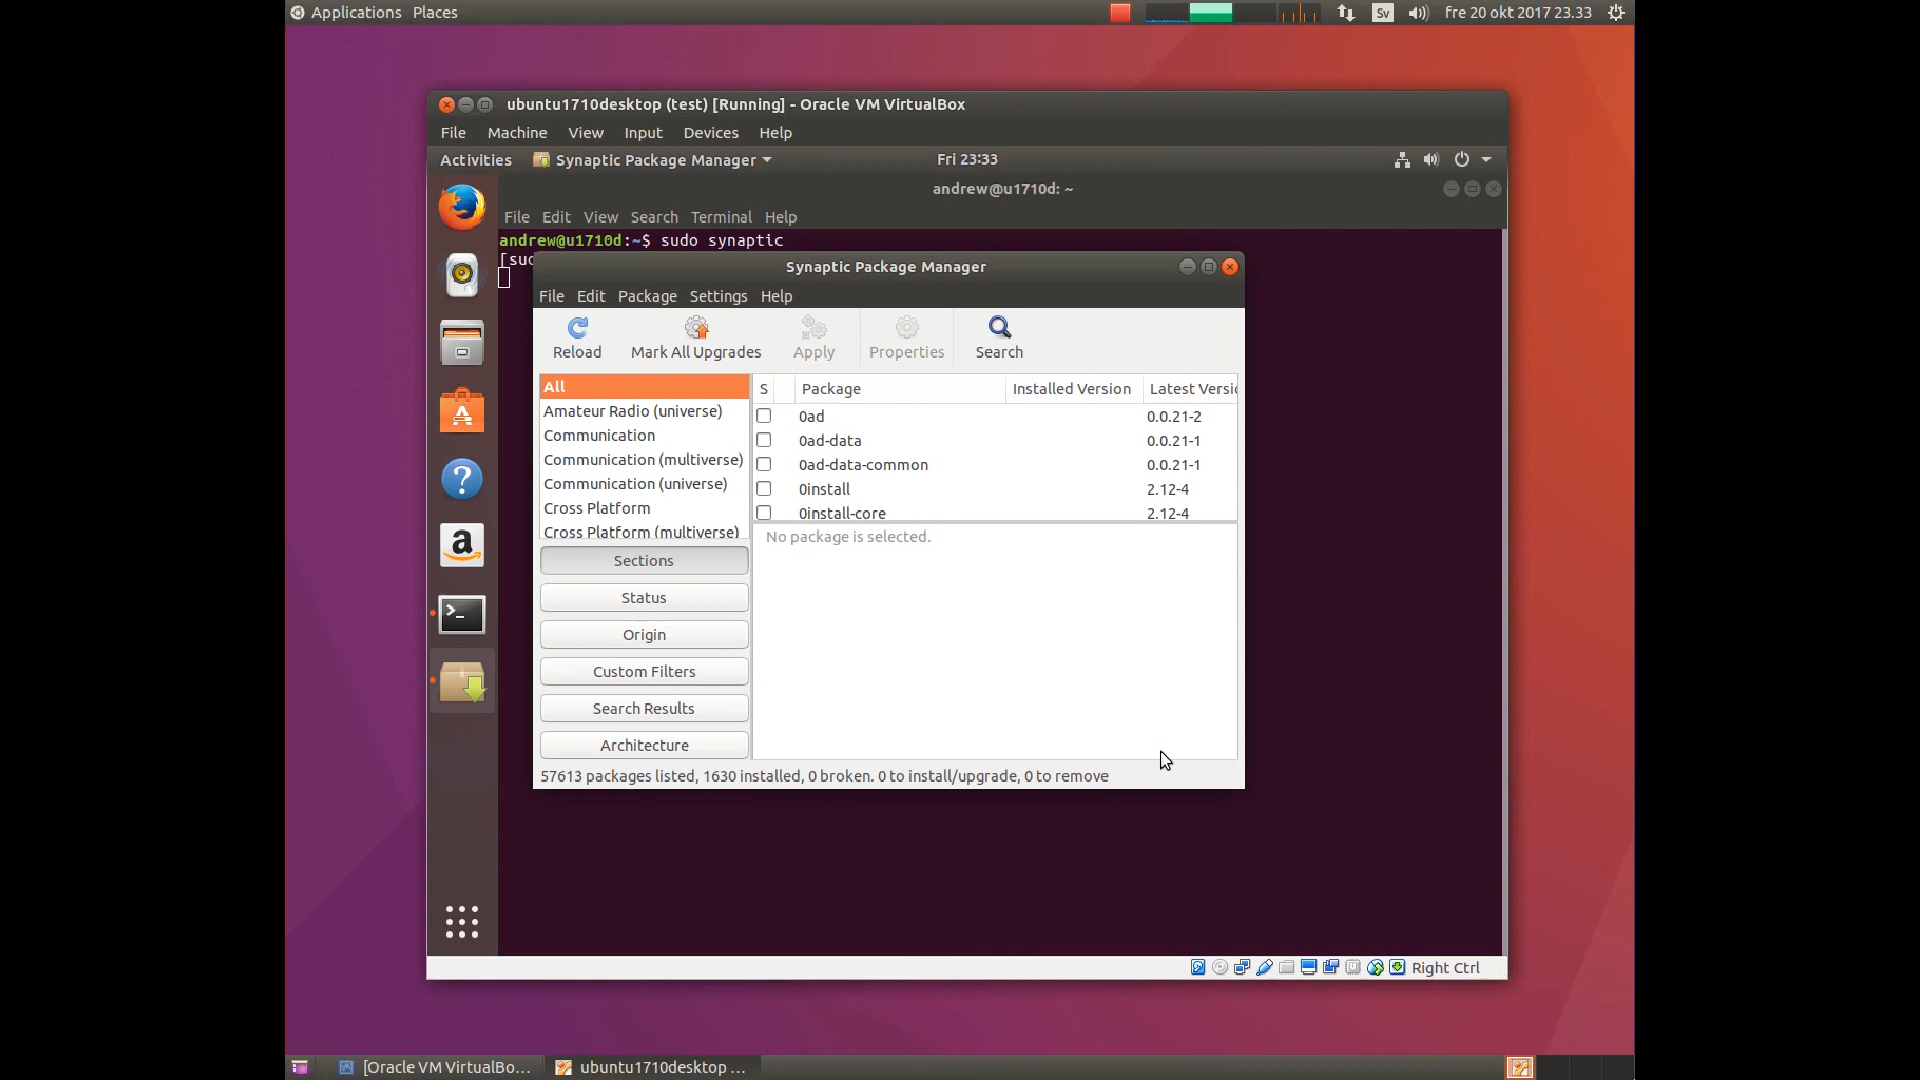 Applications Places
Sv fre 20 okt 2017 23.33
ubuntu1710desktop (test) [Running] - Oracle VM VirtualBox
File Machine View Input Devices Help
Activities Synaptic Package Manager Fri 23:33
andrew@u1710d: ~
File Edit View Search Terminal Help
andrew@u1710d:~$ sudo synaptic
[sud
Synaptic Package Manager
File Edit Package Settings Help
Reload Mark All Upgrades Apply Properties Search
All
Amateur Radio (universe)
Communication
Communication (multiverse)
Communication (universe)
Cross Platform
Cross Platform (multiverse)
S Package Installed Version Latest Versi
0ad 0.0.21-2
0ad-data 0.0.21-1
0ad-data-common 0.0.21-1
0install 2.12-4
0install-core 2.12-4
No package is selected.
Sections
Status
Origin
Custom Filters
Search Results
Architecture
57613 packages listed, 1630 installed, 0 broken. 0 to install/upgrade, 0 to remove
Right Ctrl
[Oracle VM VirtualBo... ubuntu1710desktop ...